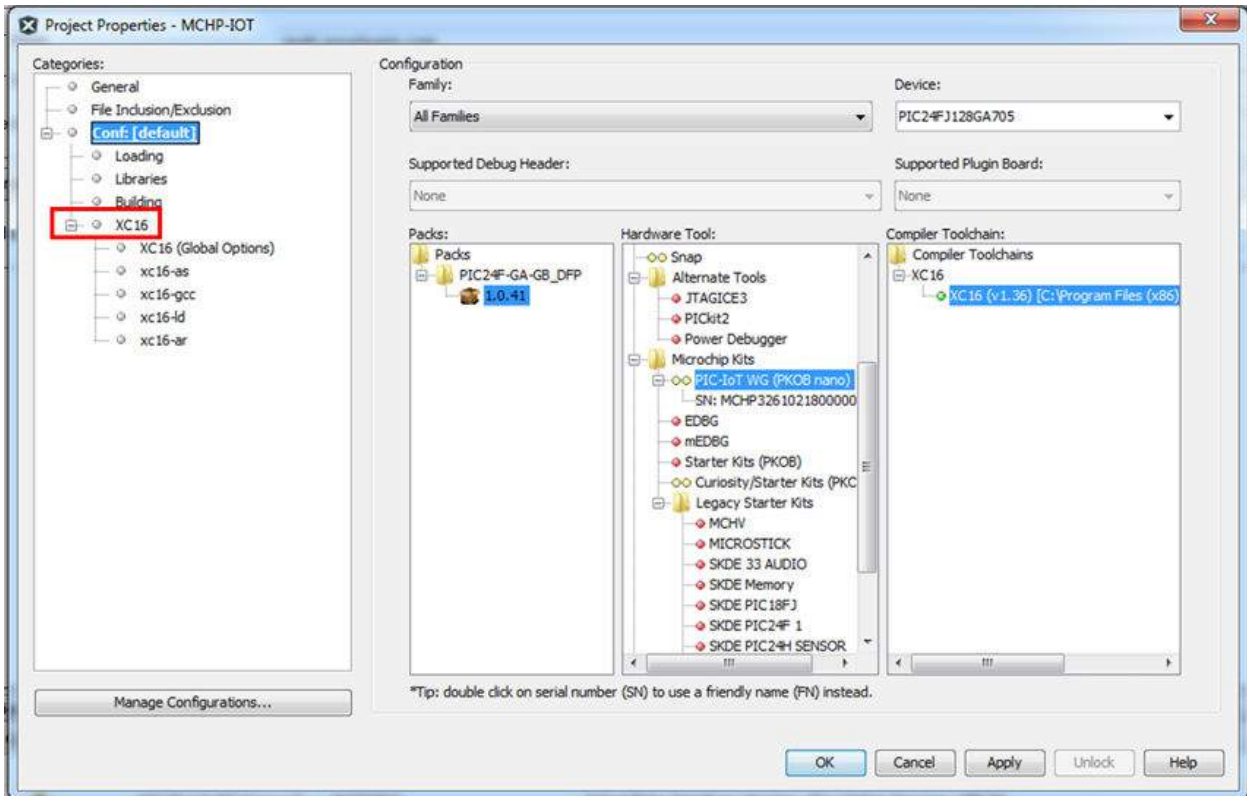 Project Properties - MCHP-IOT
Categories:
General
File Inclusion/Exclusion
Conf: [default]
Loading
Libraries
Building
XC16
XC16 (Global Options)
xc16-as
xc16-gcc
xc16-ld
xc16-ar
Manage Configurations...
Configuration
Family:
All Families
Device:
PIC24FJ128GA705
Supported Debug Header:
None
Supported Plugin Board:
None
Packs:
Packs
PIC24F-GA-GB_DFP
1.0.41
Hardware Tool:
Snap
Alternate Tools
JTAGICE3
PICkit2
Power Debugger
Microchip Kits
PIC-IoT WG (PKOB nano)
SN: MCHP3261021800000
EDBG
mEDBG
Starter Kits (PKOB)
Curiosity/Starter Kits (PKC
Legacy Starter Kits
MCHV
MICROSTICK
SKDE 33 AUDIO
SKDE Memory
SKDE PIC18FJ
SKDE PIC24F 1
SKDE PIC24H SENSOR
Compiler Toolchain:
Compiler Toolchains
XC16
XC16 (v1.36) [C:\Program Files (x86)
*Tip: double click on serial number (SN) to use a friendly name (FN) instead.
OK Cancel Apply Unlock Help